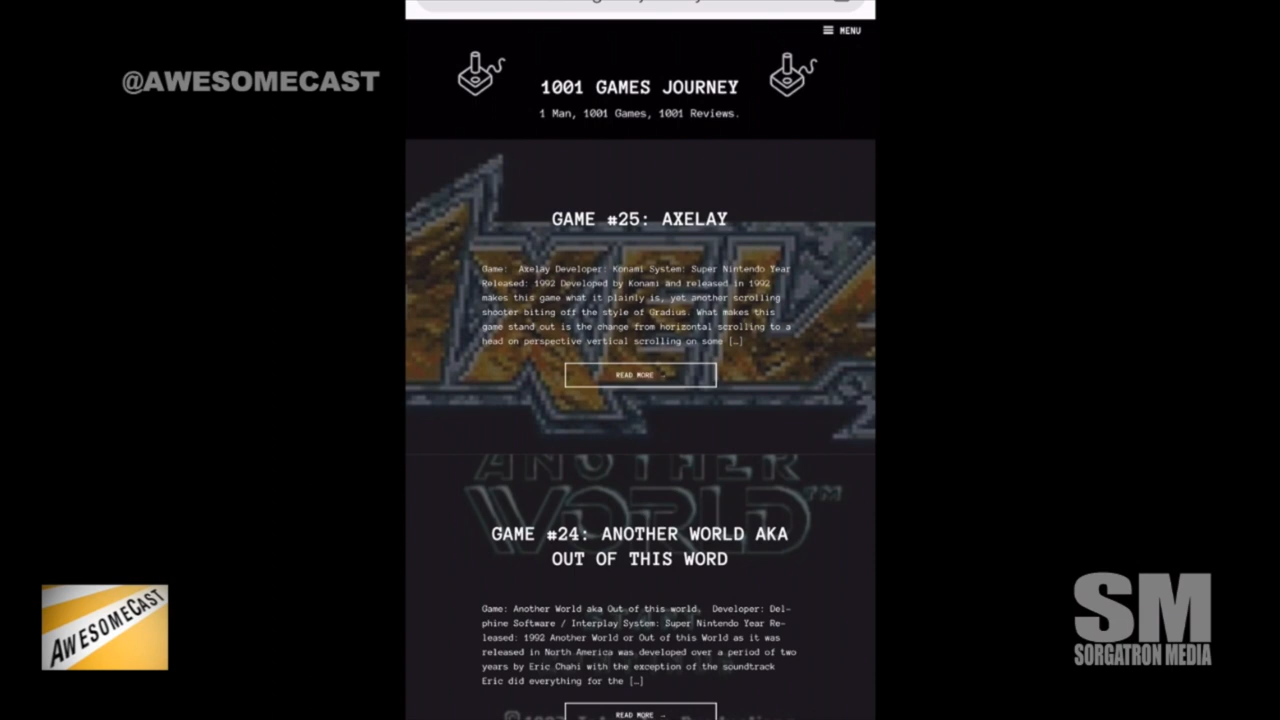 MENU
@AWESOMECAST
1001 GAMES JOURNEY
1 Man, 1001 Games, 1001 Reviews.
GAME #25: AXELAY
Game: Axelay Developer: Konami System: Super Nintendo Year
Released: 1992 Developed by Konami and released in 1992
makes this game what it plainly is, yet another scrolling
shooter biting off the style of Gradius. What makes this
game stand out is the change from horizontal scrolling to a
head on perspective vertical scrolling on some […]
READ MORE →
ANOTHER
WORLD™
GAME #24: ANOTHER WORLD AKA
OUT OF THIS WORD
Game: Another World aka Out of this world. Developer: Del-
phine Software / Interplay System: Super Nintendo Year Re-
leased: 1992 Another World or Out of this World as it was
released in North America was developed over a period of two
years by Eric Chahi with the exception of the soundtrack
Eric did everything for the […]
READ MORE →
AWESOMECAST
SM
SORGATRON MEDIA